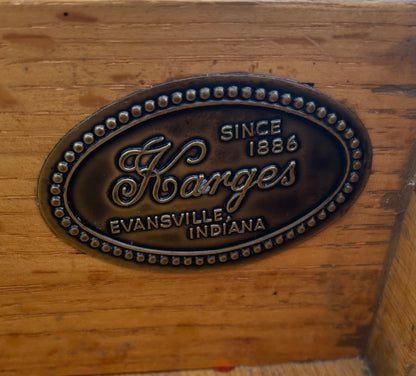 SINCE
1886
Karges
EVANSVILLE,
INDIANA